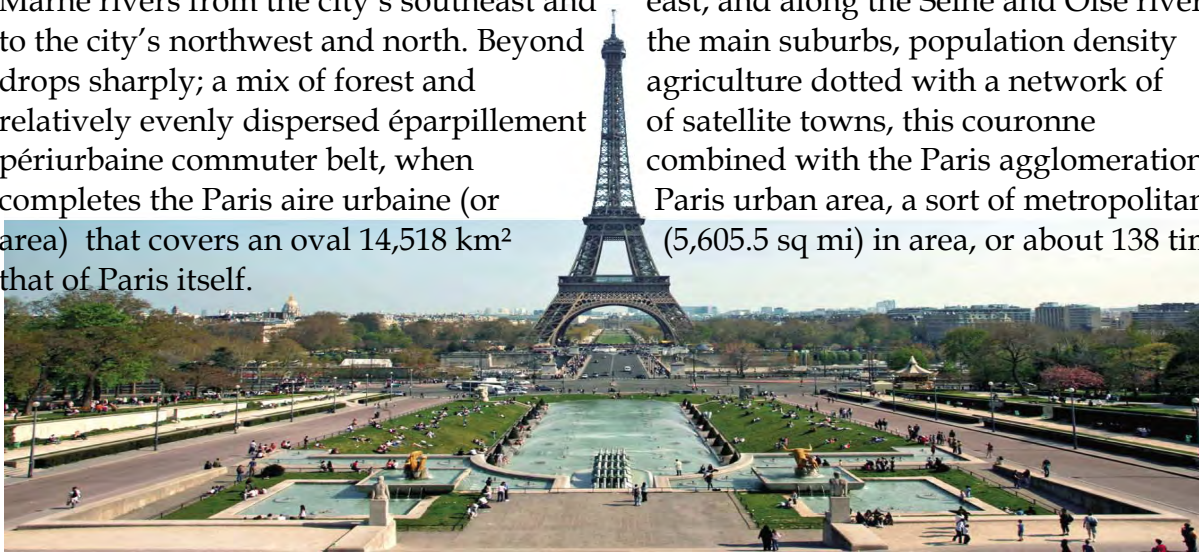 Marne rivers from the city's southeast and east, and along the Seine and Oise river
to the city's northwest and north. Beyond the main suburbs, population density
drops sharply; a mix of forest and agriculture dotted with a network of
relatively evenly dispersed éparpillement of satellite towns, this couronne
périurbaine commuter belt, when combined with the Paris agglomeration
completes the Paris aire urbaine (or Paris urban area, a sort of metropolitan
area) that covers an oval 14,518 km² (5,605.5 sq mi) in area, or about 138
that of Paris itself.